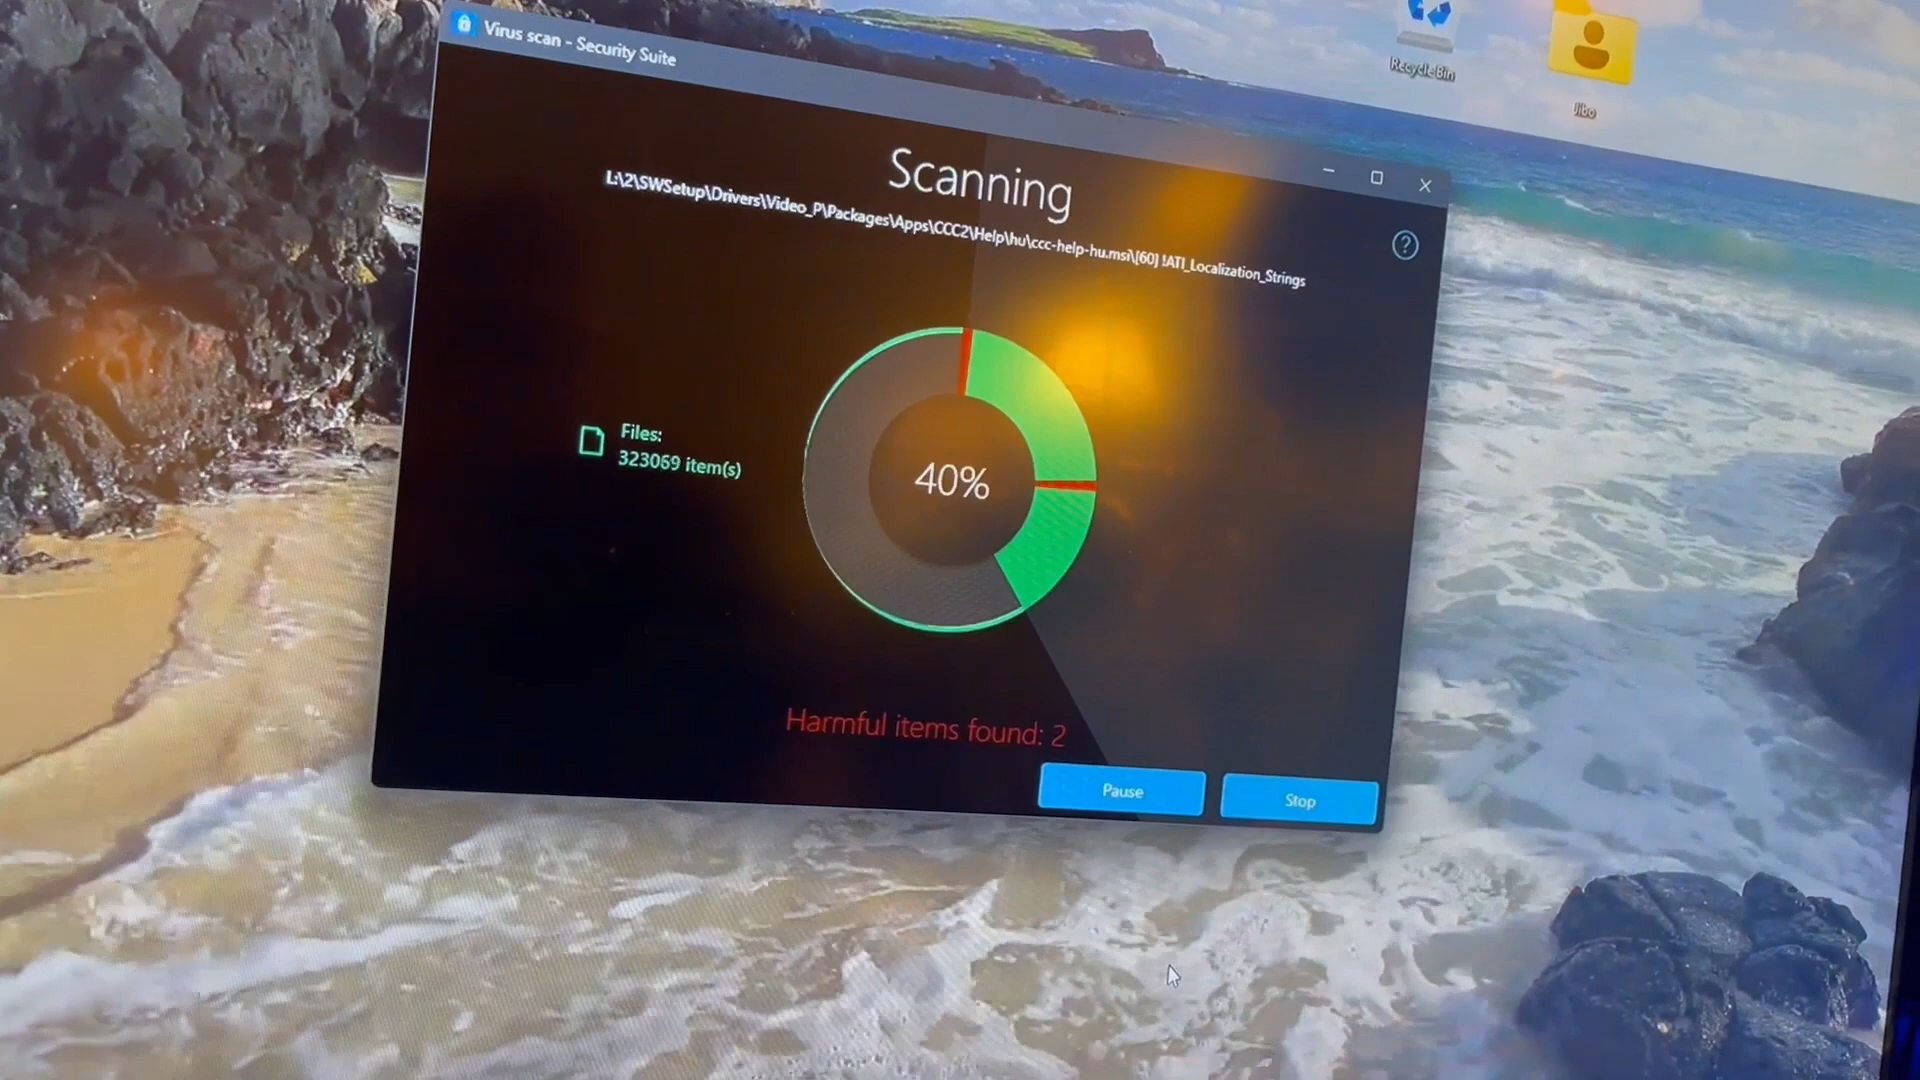 Virus scan - Security Suite
Recycle Bin
Jibo
Scanning
L:\2\SWSetup\Drivers\Video_P\Packages\Apps\CCC2\Help\hu\ccc-help-hu.msi\[60] !ATI_Localization_Strings
Files:
323069 item(s)
40%
Harmful items found: 2
Pause
Stop